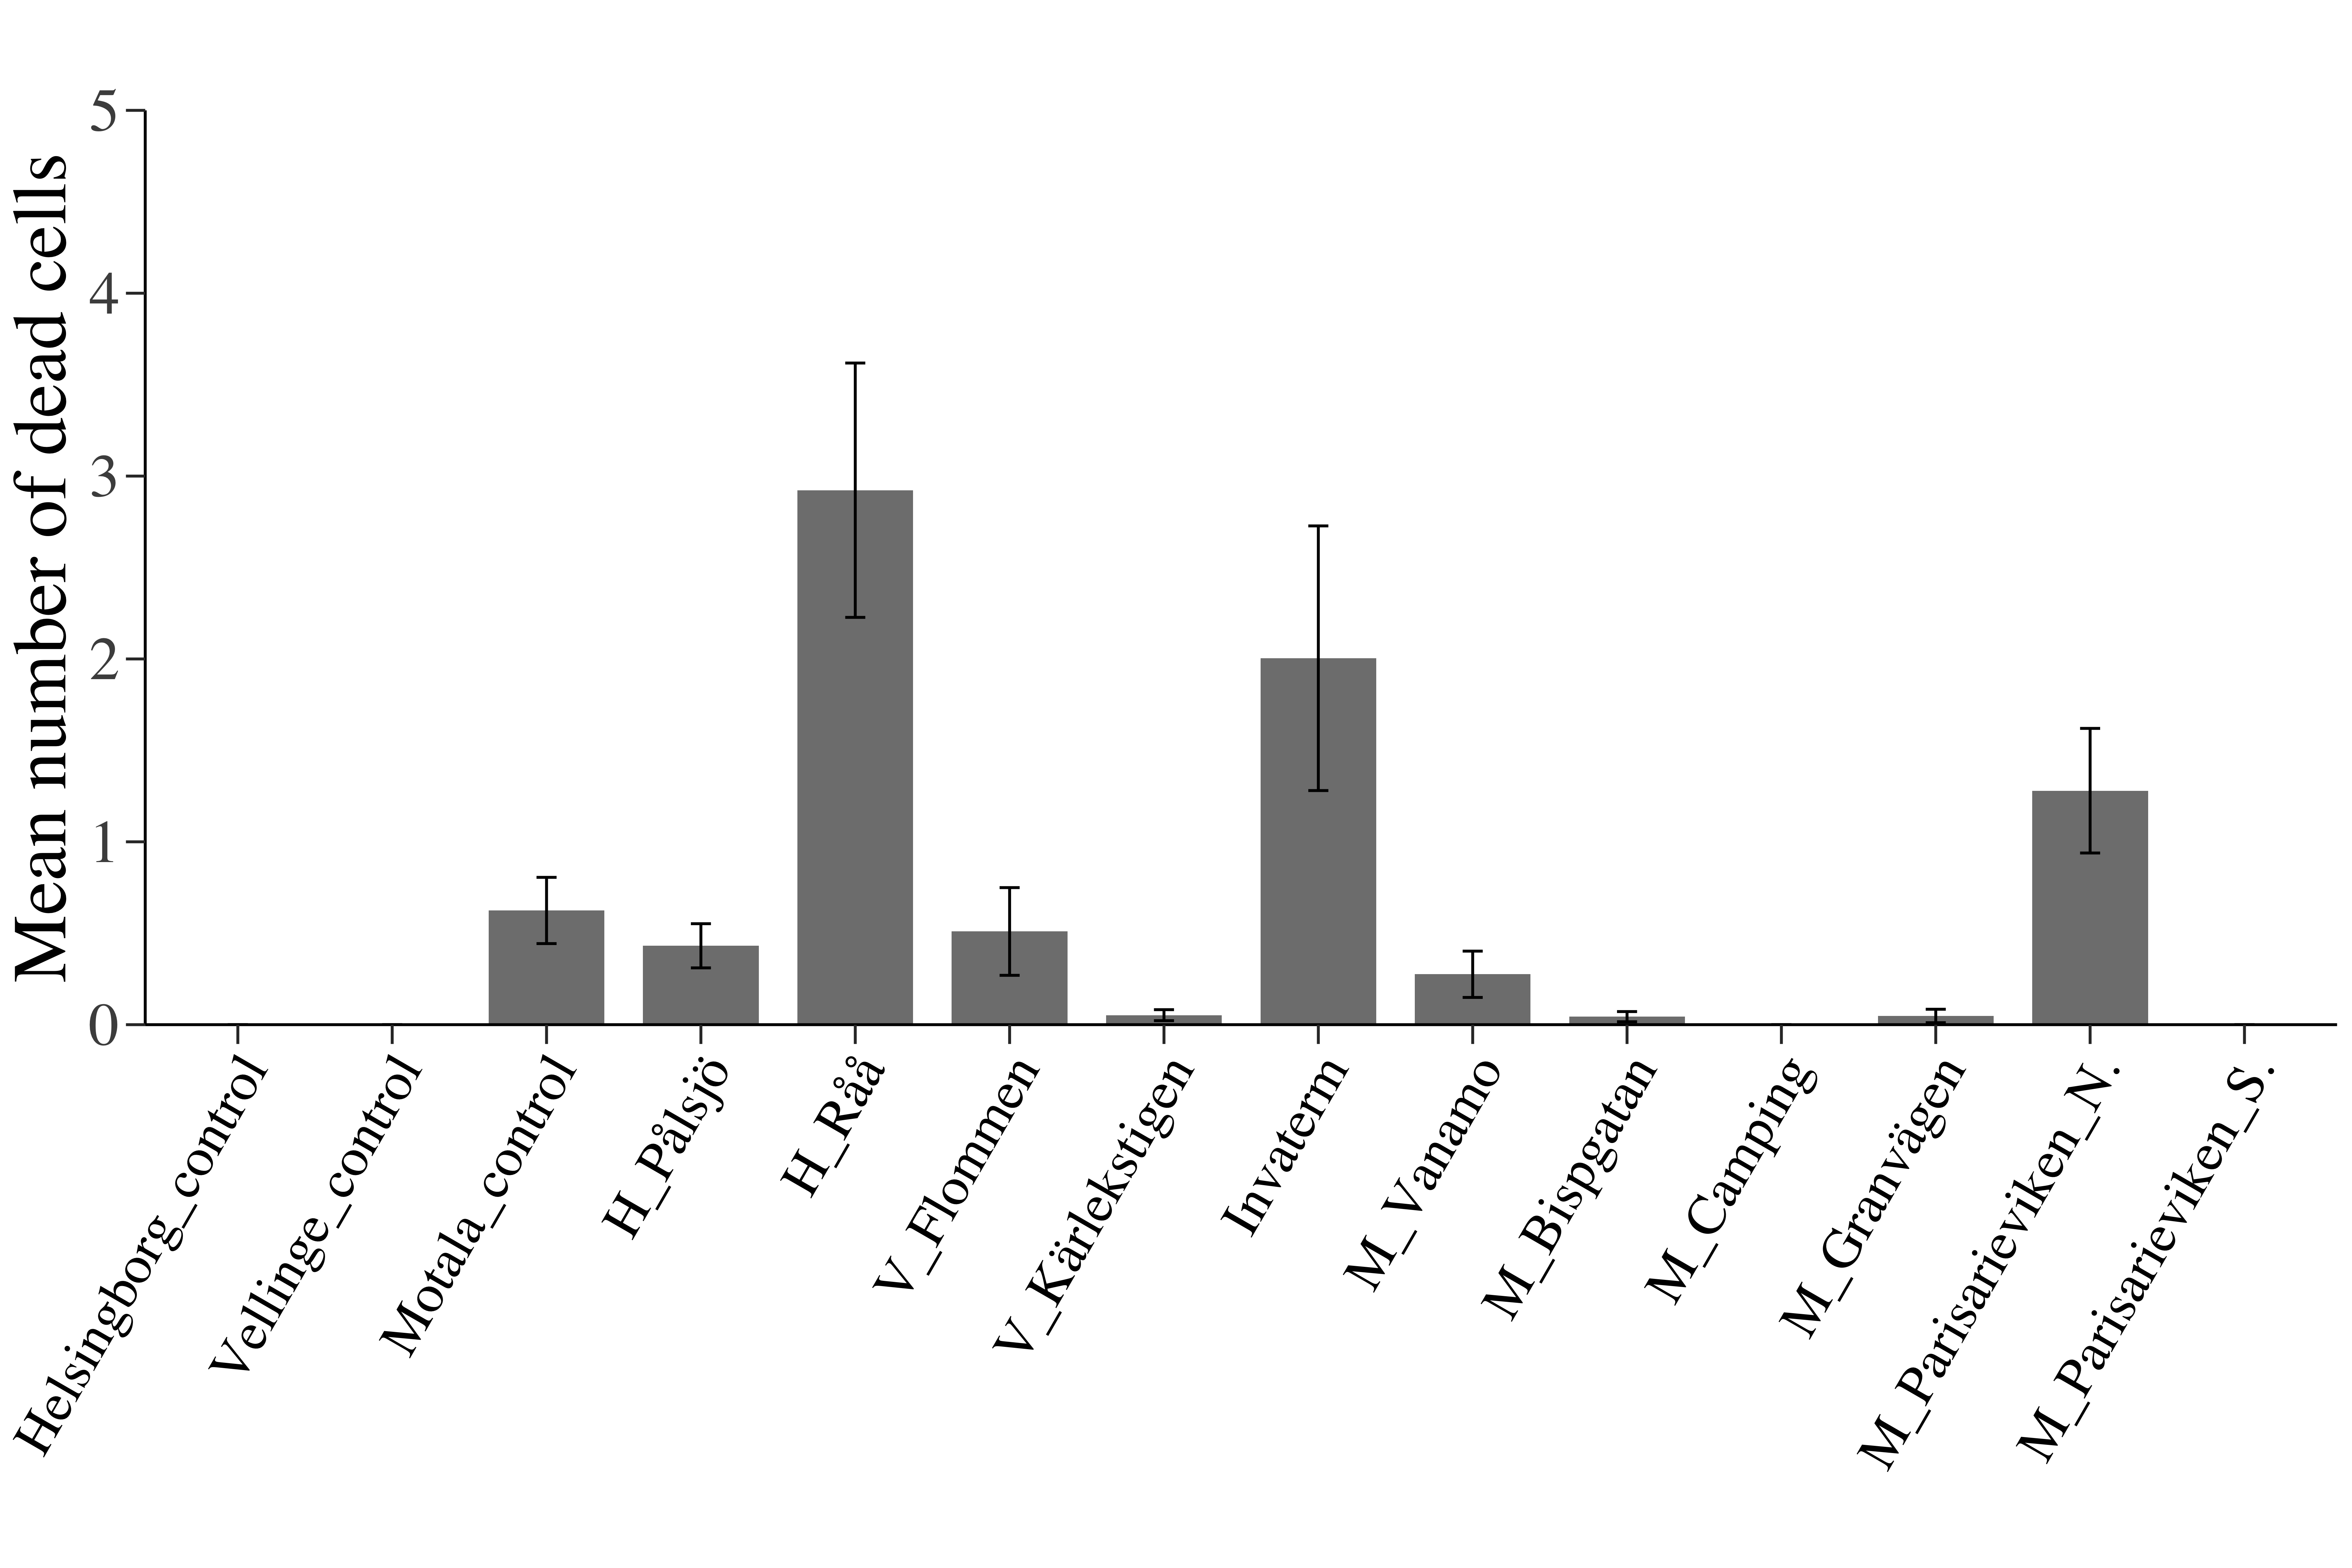 Mean number of dead cells
5
4
3
2
1
0
Helsingborg_control
Vellinge_control
Motala_control
H_Pålsjö
H_Råå
V_Flommen
V_Kärlekstigen
Invaterm
M_Vanamo
M_Bispgatan
M_Camping
M_Granvägen
M_Parisarieviken_N.
M_Parisarieviken_S.